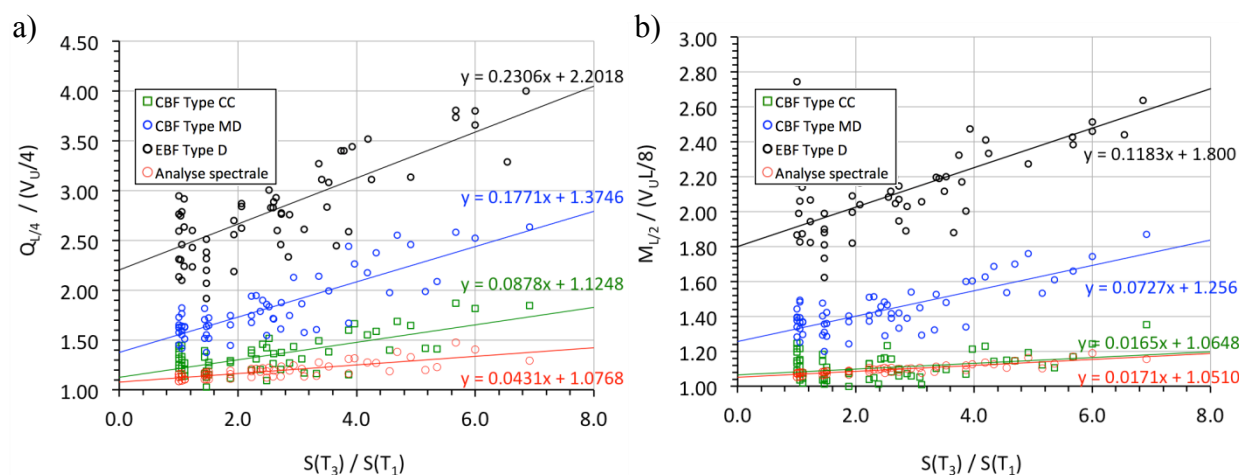 a)
Q_{L/4} / (V_U/4)
4.50
4.00
3.50
3.00
2.50
2.00
1.50
1.00
0.0
2.0
4.0
6.0
8.0
S(T_3) / S(T_1)
CBF Type CC
CBF Type MD
EBF Type D
Analyse spectrale
y = 0.2306x + 2.2018
y = 0.1771x + 1.3746
y = 0.0878x + 1.1248
y = 0.0431x + 1.0768
b)
M_{L/2} / (V_UL/8)
3.00
2.80
2.60
2.40
2.20
2.00
1.80
1.60
1.40
1.20
1.00
0.0
2.0
4.0
6.0
8.0
S(T_3) / S(T_1)
CBF Type CC
CBF Type MD
EBF Type D
Analyse spectrale
y = 0.1183x + 1.800
y = 0.0727x + 1.256
y = 0.0165x + 1.0648
y = 0.0171x + 1.0510